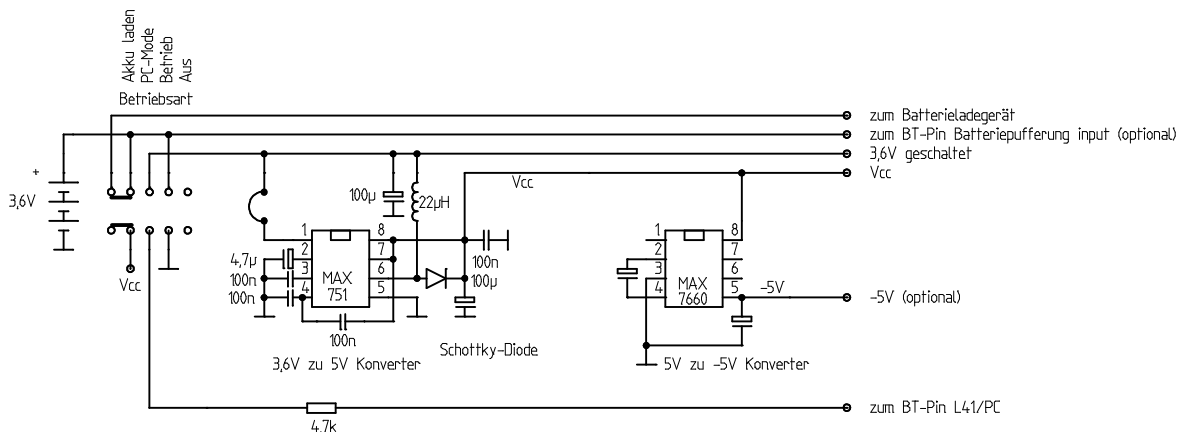 Akku laden
PC-Mode
Betrieb
Aus
Betriebsart
zum Batterieladegerät
zum BT-Pin Batteriepufferung input (optional)
3,6V geschaltet
Vcc
Vcc
+
3,6V
100µ
22µH
Vcc
1
2
3
4
8
7
6
5
MAX
751
4,7µ
100n
100n
100n
100n
100µ
Schottky-Diode
3,6V zu 5V Konverter
1
2
3
4
8
7
6
5
MAX
7660
-5V
-5V (optional)
5V zu -5V Konverter
4.7k
zum BT-Pin L41/PC